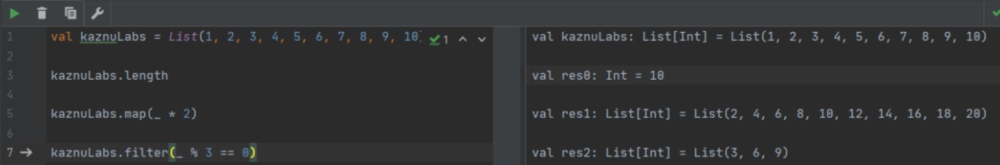 1 val kaznuLabs = List(1, 2, 3, 4, 5, 6, 7, 8, 9, 10 1
2
3 kaznuLabs.length
4
5 kaznuLabs.map(_ * 2)
6
7 kaznuLabs.filter(_ % 3 == 0)
val kaznuLabs: List[Int] = List(1, 2, 3, 4, 5, 6, 7, 8, 9, 10)
val res0: Int = 10
val res1: List[Int] = List(2, 4, 6, 8, 10, 12, 14, 16, 18, 20)
val res2: List[Int] = List(3, 6, 9)